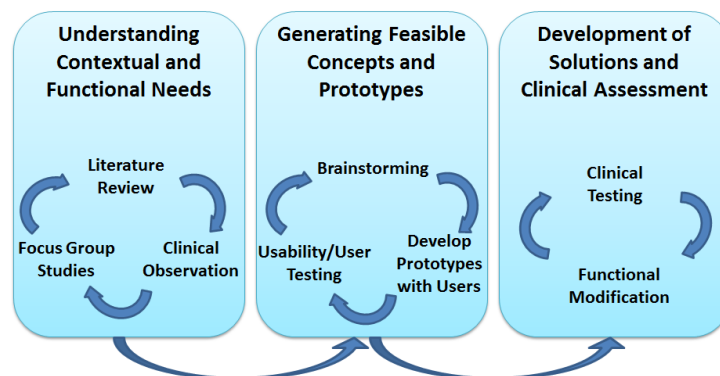 Understanding
Contextual and
Functional Needs
Literature
Review
Focus Group
Studies
Clinical
Observation
Generating Feasible
Concepts and
Prototypes
Brainstorming
Usability/User
Testing
Develop
Prototypes
with Users
Development of
Solutions and
Clinical Assessment
Clinical
Testing
Functional
Modification